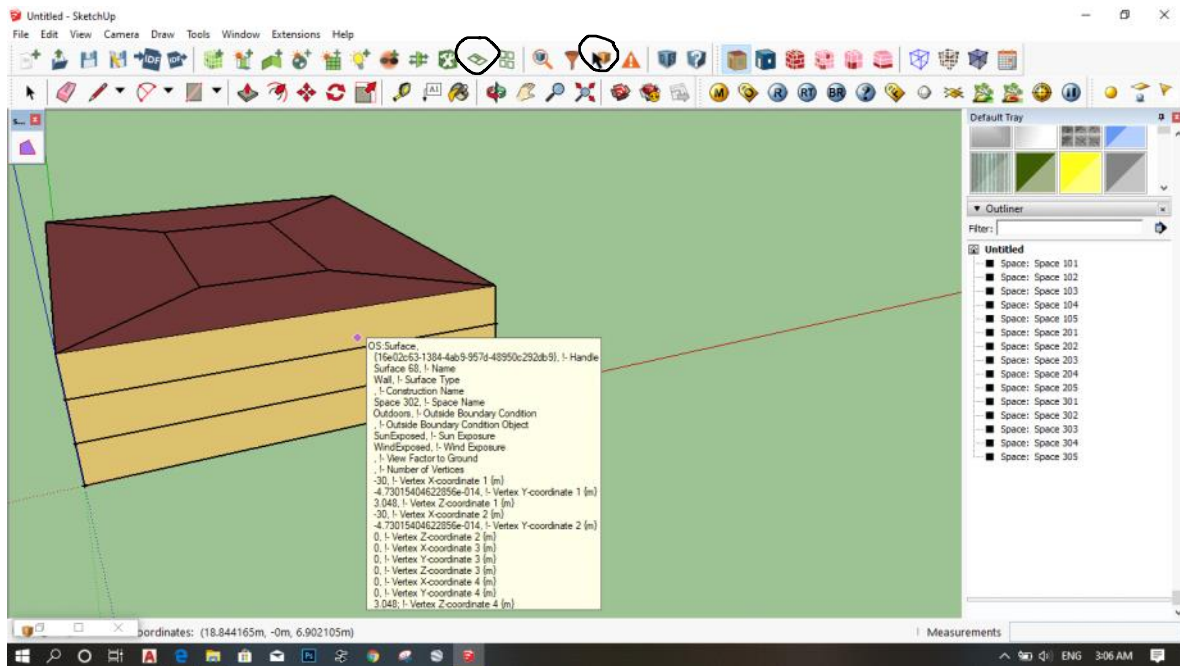 Untitled - SketchUp
File Edit View Camera Draw Tools Window Extensions Help
IDF IDF
A1
M R RT BR
s...
Default Tray
Outliner
Filter:
Untitled
Space: Space 101
Space: Space 102
Space: Space 103
Space: Space 104
Space: Space 105
Space: Space 201
Space: Space 202
Space: Space 203
Space: Space 204
Space: Space 205
Space: Space 301
Space: Space 302
Space: Space 303
Space: Space 304
Space: Space 305
OS:Surface,
{16e02c63-1384-4ab9-957d-48950c292db9}, !- Handle
Surface 68, !- Name
Wall, !- Surface Type
, !- Construction Name
Space 302, !- Space Name
Outdoors, !- Outside Boundary Condition
, !- Outside Boundary Condition Object
SunExposed, !- Sun Exposure
WindExposed, !- Wind Exposure
, !- View Factor to Ground
, !- Number of Vertices
-30, !- Vertex X-coordinate 1 {m}
-4.73015404622856e-014, !- Vertex Y-coordinate 1 {m}
3.048, !- Vertex Z-coordinate 1 {m}
-30, !- Vertex X-coordinate 2 {m}
-4.73015404622856e-014, !- Vertex Y-coordinate 2 {m}
0, !- Vertex Z-coordinate 2 {m}
0, !- Vertex X-coordinate 3 {m}
0, !- Vertex Y-coordinate 3 {m}
0, !- Vertex Z-coordinate 3 {m}
0, !- Vertex X-coordinate 4 {m}
0, !- Vertex Y-coordinate 4 {m}
3.048; !- Vertex Z-coordinate 4 {m}
oordinates: (18.844165m, -0m, 6.902105m)
Measurements
A Ps ENG 3:06 AM